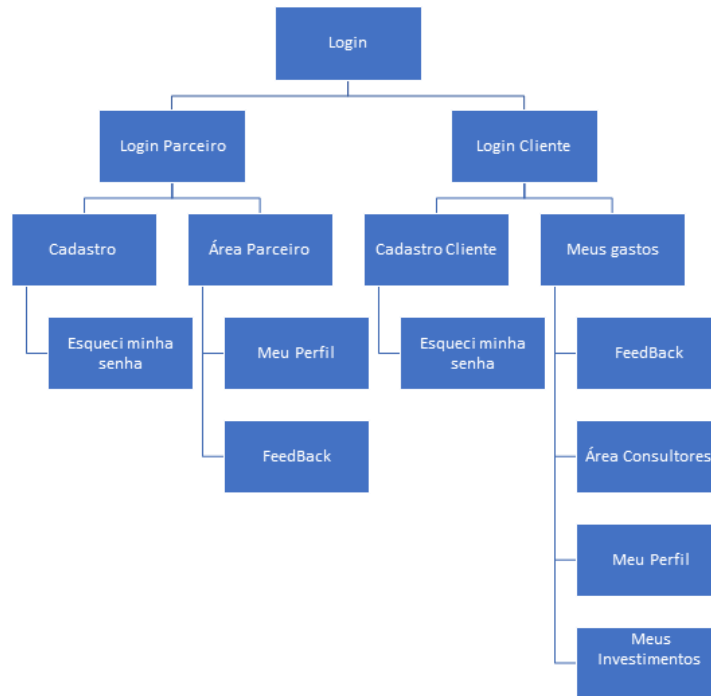 Login
Login Parceiro
Login Cliente
Cadastro
Área Parceiro
Cadastro Cliente
Meus gastos
Esqueci minha
senha
Meu Perfil
Esqueci minha
senha
FeedBack
FeedBack
Área Consultores
Meu Perfil
Meus
Investimentos